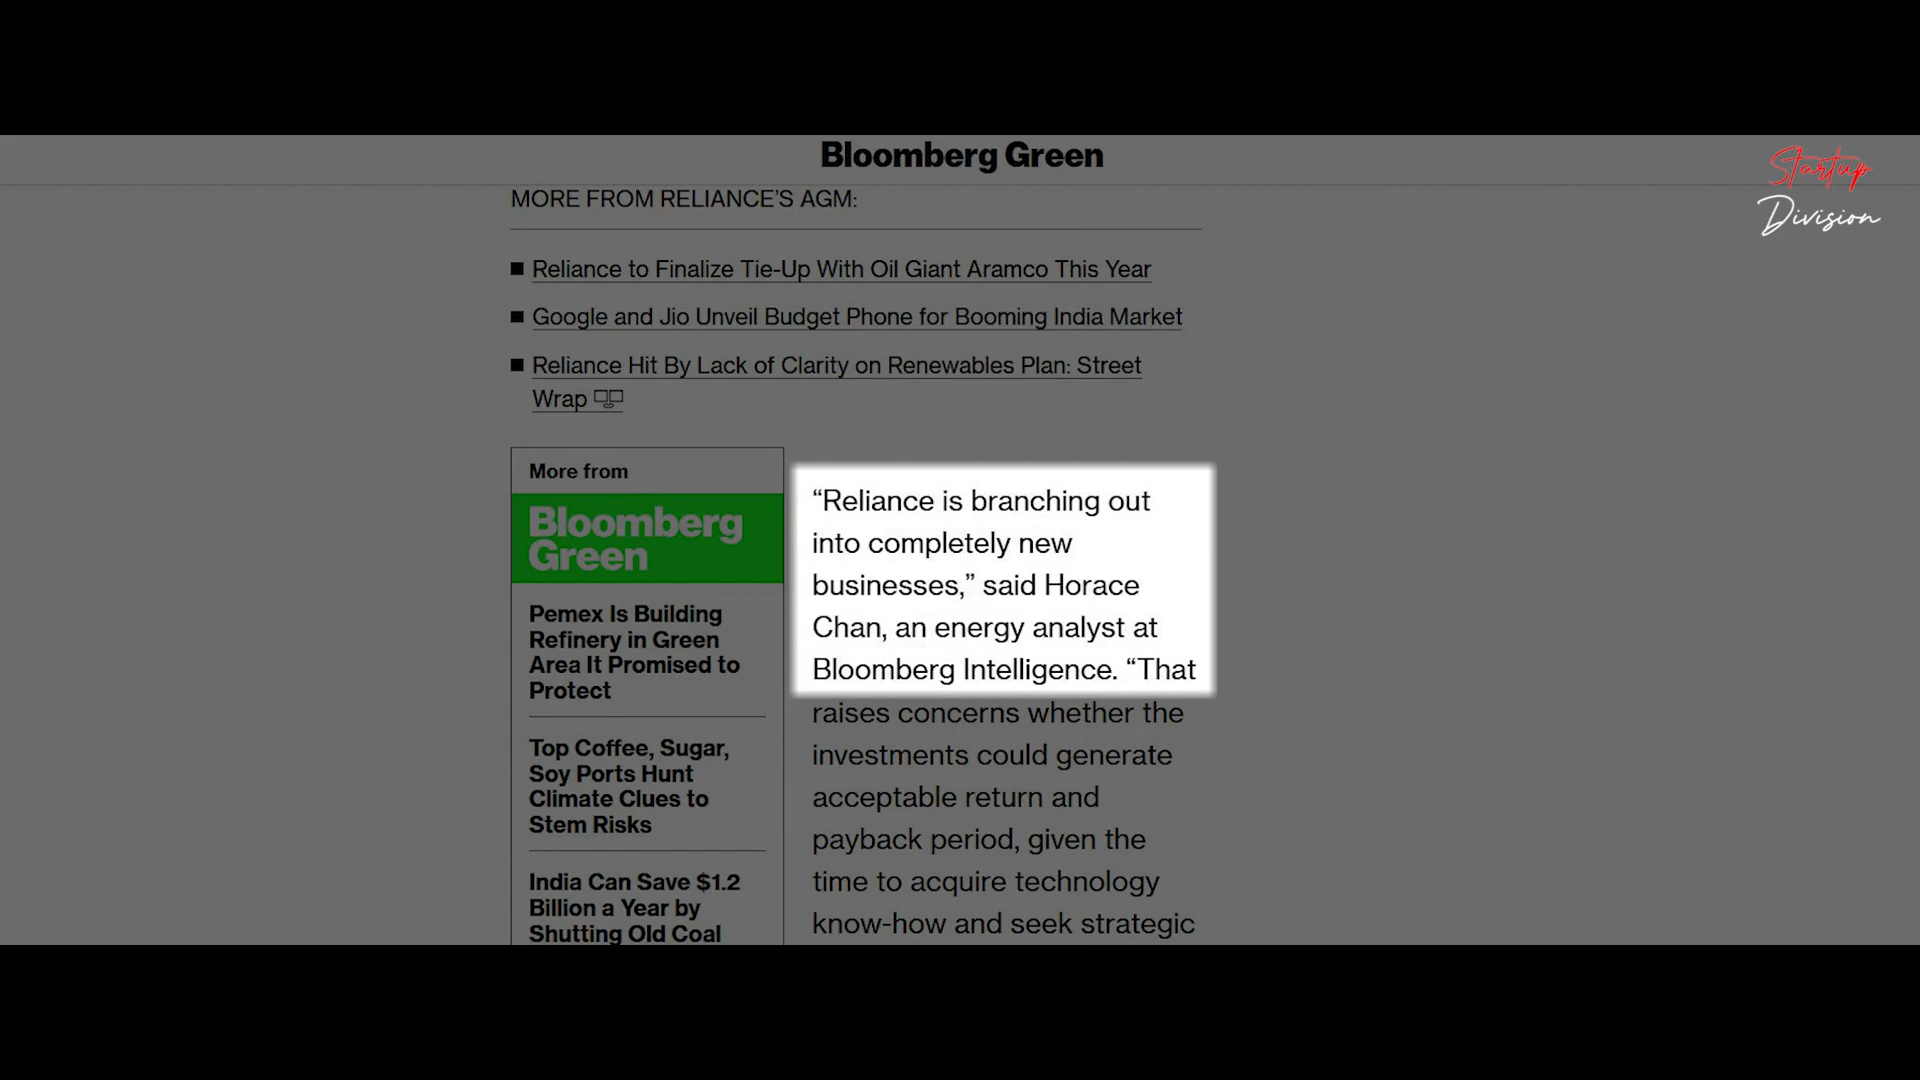 Bloomberg Green
Startup
Division
MORE FROM RELIANCE’S AGM:
Reliance to Finalize Tie-Up With Oil Giant Aramco This Year
Google and Jio Unveil Budget Phone for Booming India Market
Reliance Hit By Lack of Clarity on Renewables Plan: Street
Wrap
More from
Bloomberg
Green
Pemex Is Building
Refinery in Green
Area It Promised to
Protect
Top Coffee, Sugar,
Soy Ports Hunt
Climate Clues to
Stem Risks
India Can Save $1.2
Billion a Year by
Shutting Old Coal
“Reliance is branching out
into completely new
businesses,” said Horace
Chan, an energy analyst at
Bloomberg Intelligence. “That
raises concerns whether the
investments could generate
acceptable return and
payback period, given the
time to acquire technology
know-how and seek strategic